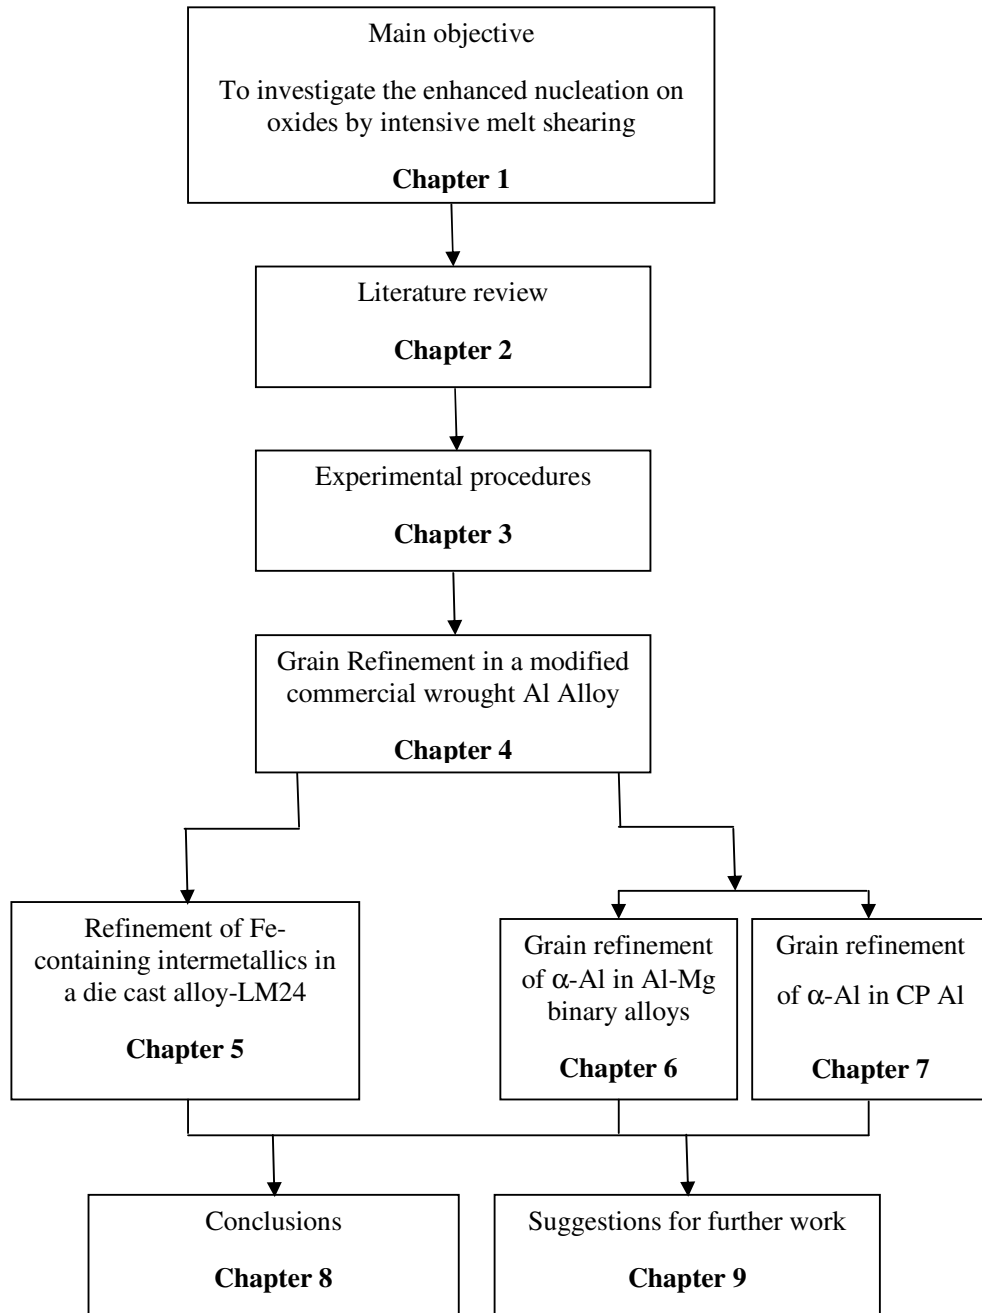 Main objective
To investigate the enhanced nucleation on
oxides by intensive melt shearing
Chapter 1
Literature review
Chapter 2
Experimental procedures
Chapter 3
Grain Refinement in a modified
commercial wrought Al Alloy
Chapter 4
Refinement of Fe-
containing intermetallics in
a die cast alloy-LM24
Chapter 5
Grain refinement
of α-Al in Al-Mg
binary alloys
Chapter 6
Grain refinement
of α-Al in CP Al
Chapter 7
Conclusions
Chapter 8
Suggestions for further work
Chapter 9